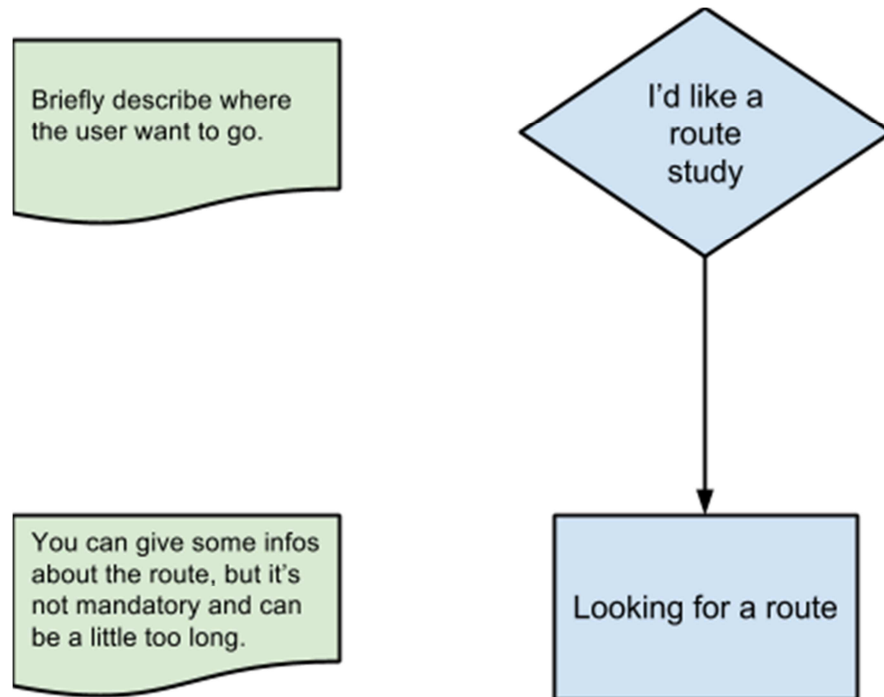 Briefly describe where
the user want to go.
I'd like a
route
study
You can give some infos
about the route, but it's
not mandatory and can
be a little too long.
Looking for a route